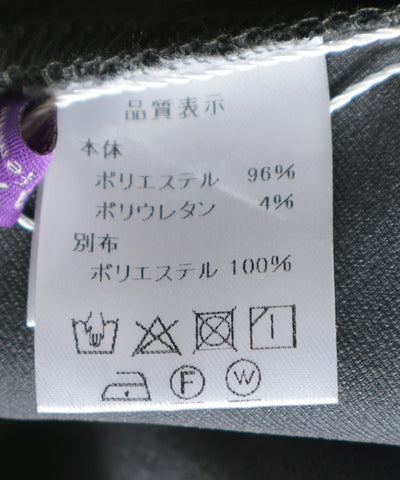 品質表示
本体
ポリエステル 96%
ポリウレタン 4%
別布
ポリエステル 100%
F W